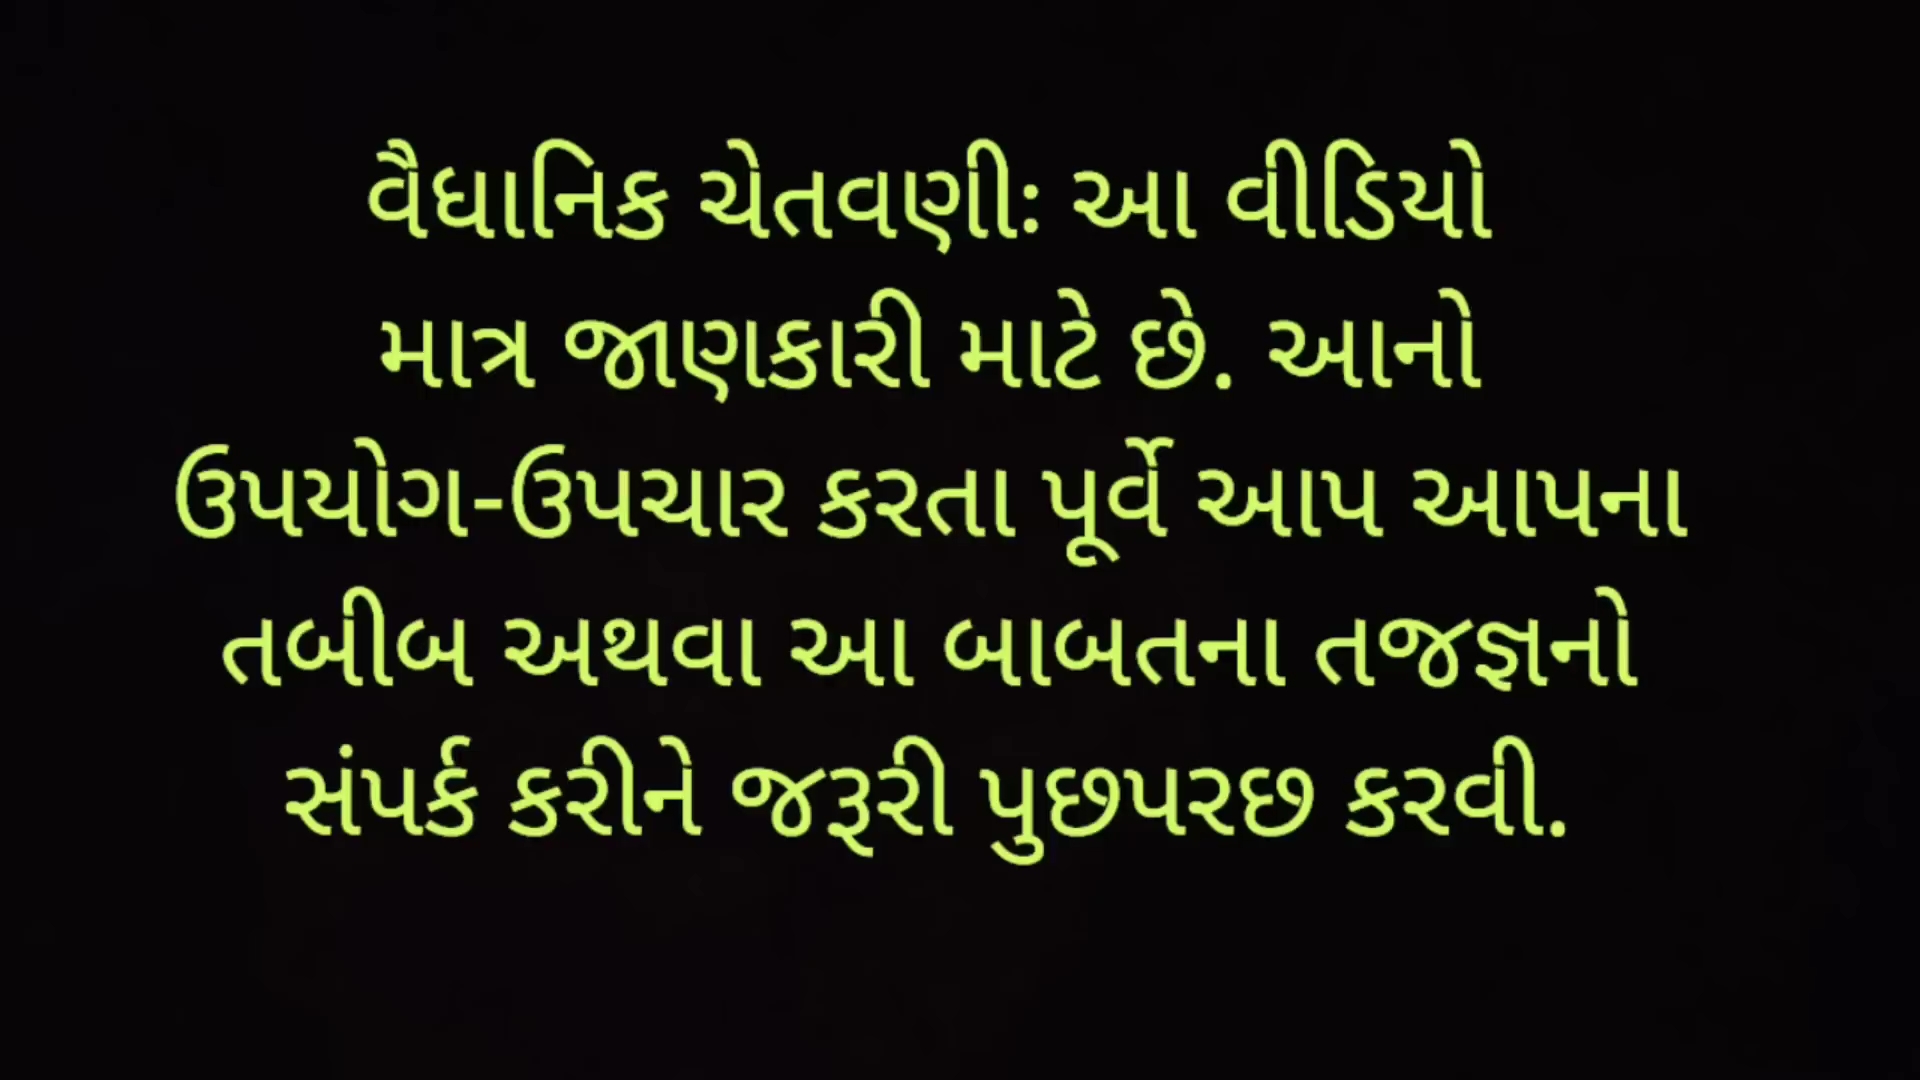 વૈધાનિક ચેતવણીઃ આ વીડિયો
માત્ર જાણકારી માટે છે. આનો
ઉપયોગ-ઉપચાર કરતા પૂર્વે આપ આપના
તબીબ અથવા આ બાબતના તજજ્ઞનો
સંપર્ક કરીને જરૂરી પુછપરછ કરવી.